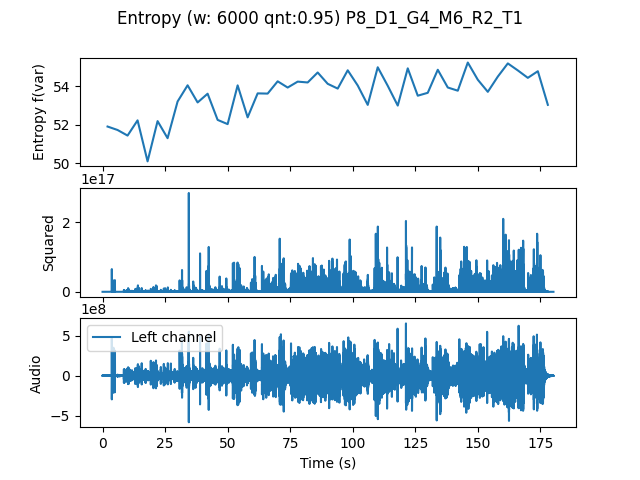 Entropy (w: 6000 qnt:0.95) P8_D1_G4_M6_R2_T1
Entropy f(var)
54
52
50
1e17
Squared
2
0
1e8
Audio
5
0
−5
Left channel
0 25 50 75 100 125 150 175
Time (s)